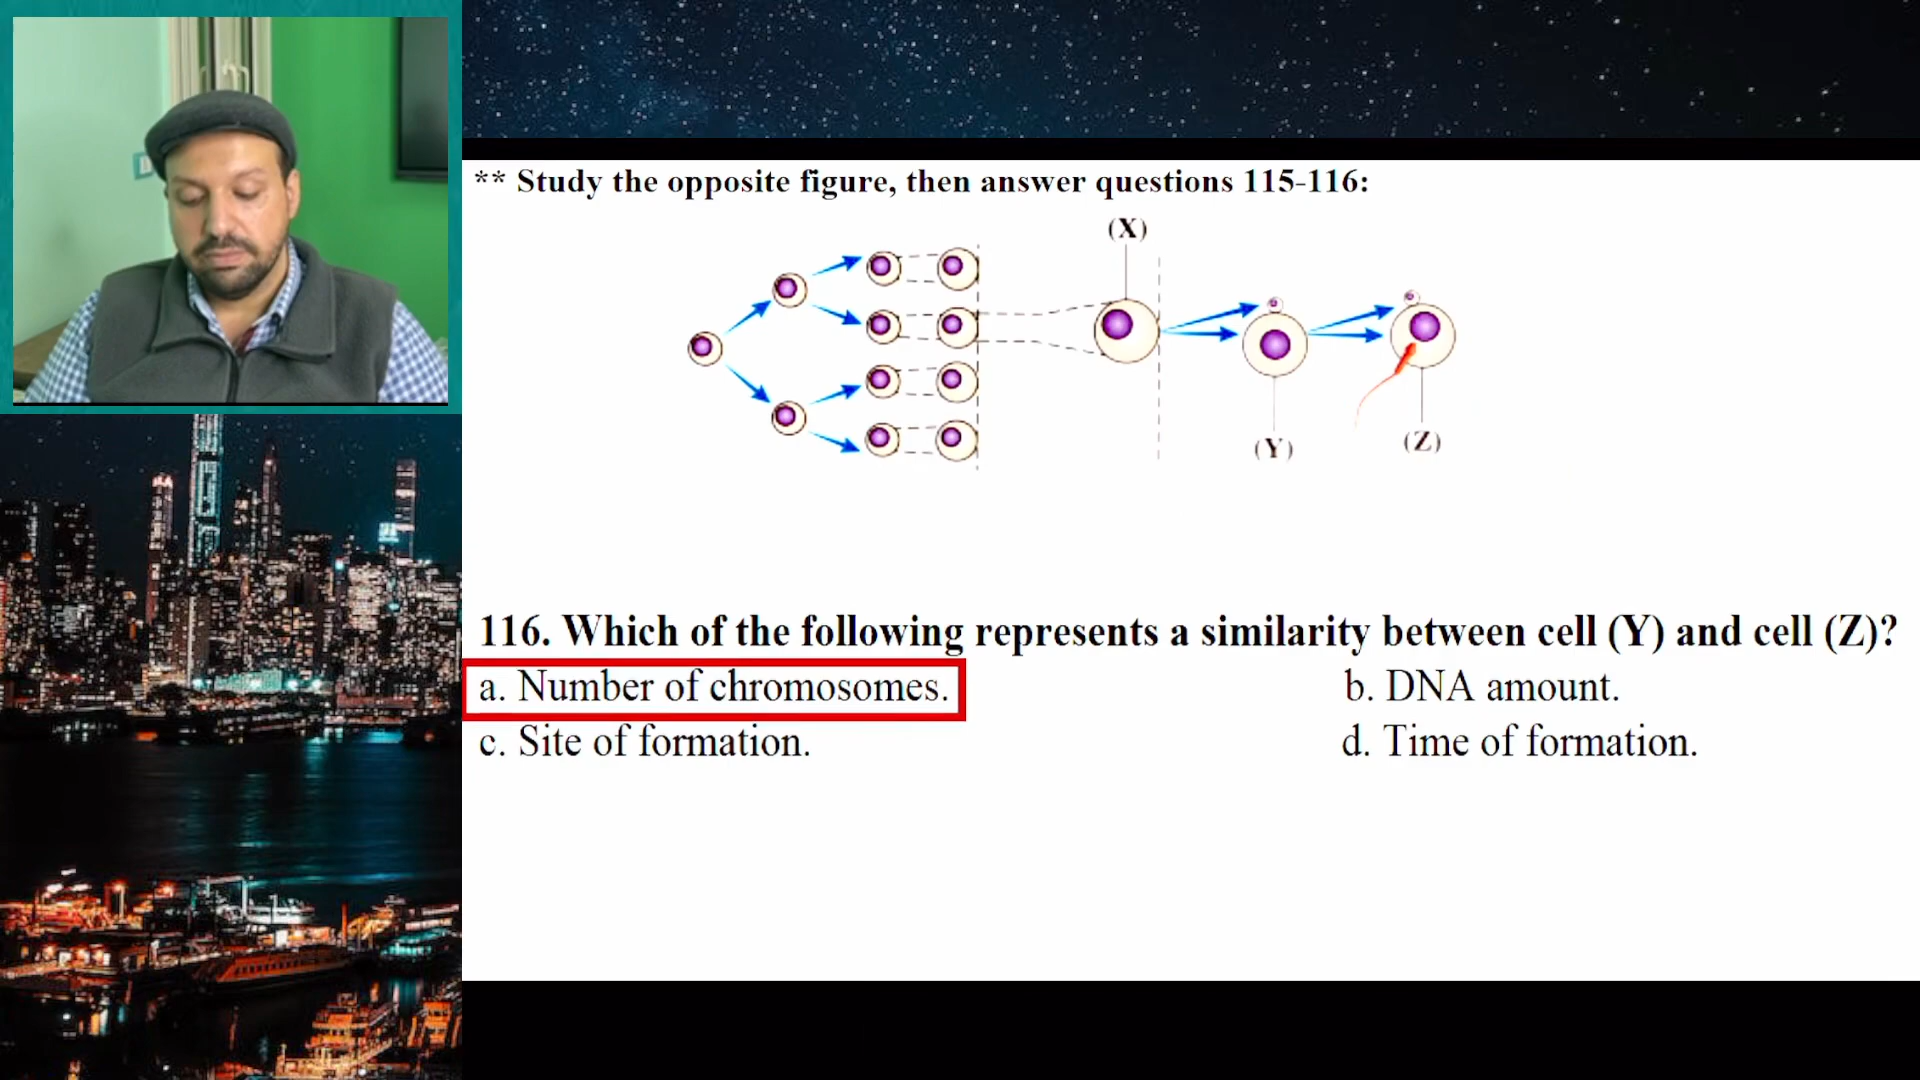 ** Study the opposite figure, then answer questions 115-116:
(X)
(Y)
(Z)
116. Which of the following represents a similarity between cell (Y) and cell (Z)?
a. Number of chromosomes.
b. DNA amount.
c. Site of formation.
d. Time of formation.